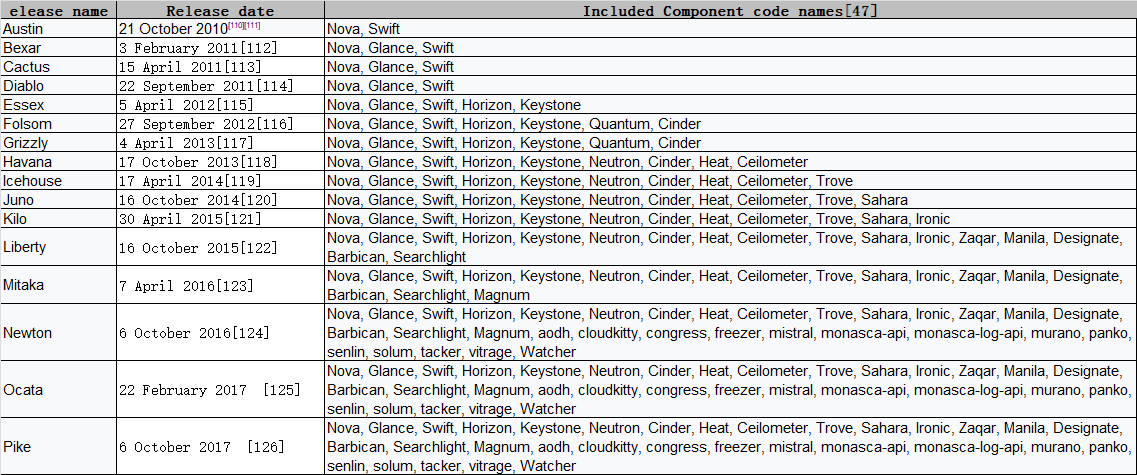 elease name Release date Included Component code names[47]
Austin 21 October 2010[110][111] Nova, Swift
Bexar 3 February 2011[112] Nova, Glance, Swift
Cactus 15 April 2011[113] Nova, Glance, Swift
Diablo 22 September 2011[114] Nova, Glance, Swift
Essex 5 April 2012[115] Nova, Glance, Swift, Horizon, Keystone
Folsom 27 September 2012[116] Nova, Glance, Swift, Horizon, Keystone, Quantum, Cinder
Grizzly 4 April 2013[117] Nova, Glance, Swift, Horizon, Keystone, Quantum, Cinder
Havana 17 October 2013[118] Nova, Glance, Swift, Horizon, Keystone, Neutron, Cinder, Heat, Ceilometer
Icehouse 17 April 2014[119] Nova, Glance, Swift, Horizon, Keystone, Neutron, Cinder, Heat, Ceilometer, Trove
Juno 16 October 2014[120] Nova, Glance, Swift, Horizon, Keystone, Neutron, Cinder, Heat, Ceilometer, Trove, Sahara
Kilo 30 April 2015[121] Nova, Glance, Swift, Horizon, Keystone, Neutron, Cinder, Heat, Ceilometer, Trove, Sahara, Ironic
Liberty 16 October 2015[122] Nova, Glance, Swift, Horizon, Keystone, Neutron, Cinder, Heat, Ceilometer, Trove, Sahara, Ironic, Zaqar, Manila, Designate,
Barbican, Searchlight
Mitaka 7 April 2016[123] Nova, Glance, Swift, Horizon, Keystone, Neutron, Cinder, Heat, Ceilometer, Trove, Sahara, Ironic, Zaqar, Manila, Designate,
Barbican, Searchlight, Magnum
Newton 6 October 2016[124] Nova, Glance, Swift, Horizon, Keystone, Neutron, Cinder, Heat, Ceilometer, Trove, Sahara, Ironic, Zaqar, Manila, Designate,
Barbican, Searchlight, Magnum, aodh, cloudkitty, congress, freezer, mistral, monasca-api, monasca-log-api, murano, panko,
senlin, solum, tacker, vitrage, Watcher
Ocata 22 February 2017 [125] Nova, Glance, Swift, Horizon, Keystone, Neutron, Cinder, Heat, Ceilometer, Trove, Sahara, Ironic, Zaqar, Manila, Designate,
Barbican, Searchlight, Magnum, aodh, cloudkitty, congress, freezer, mistral, monasca-api, monasca-log-api, murano, panko,
senlin, solum, tacker, vitrage, Watcher
Pike 6 October 2017 [126] Nova, Glance, Swift, Horizon, Keystone, Neutron, Cinder, Heat, Ceilometer, Trove, Sahara, Ironic, Zaqar, Manila, Designate,
Barbican, Searchlight, Magnum, aodh, cloudkitty, congress, freezer, mistral, monasca-api, monasca-log-api, murano, panko,
senlin, solum, tacker, vitrage, Watcher